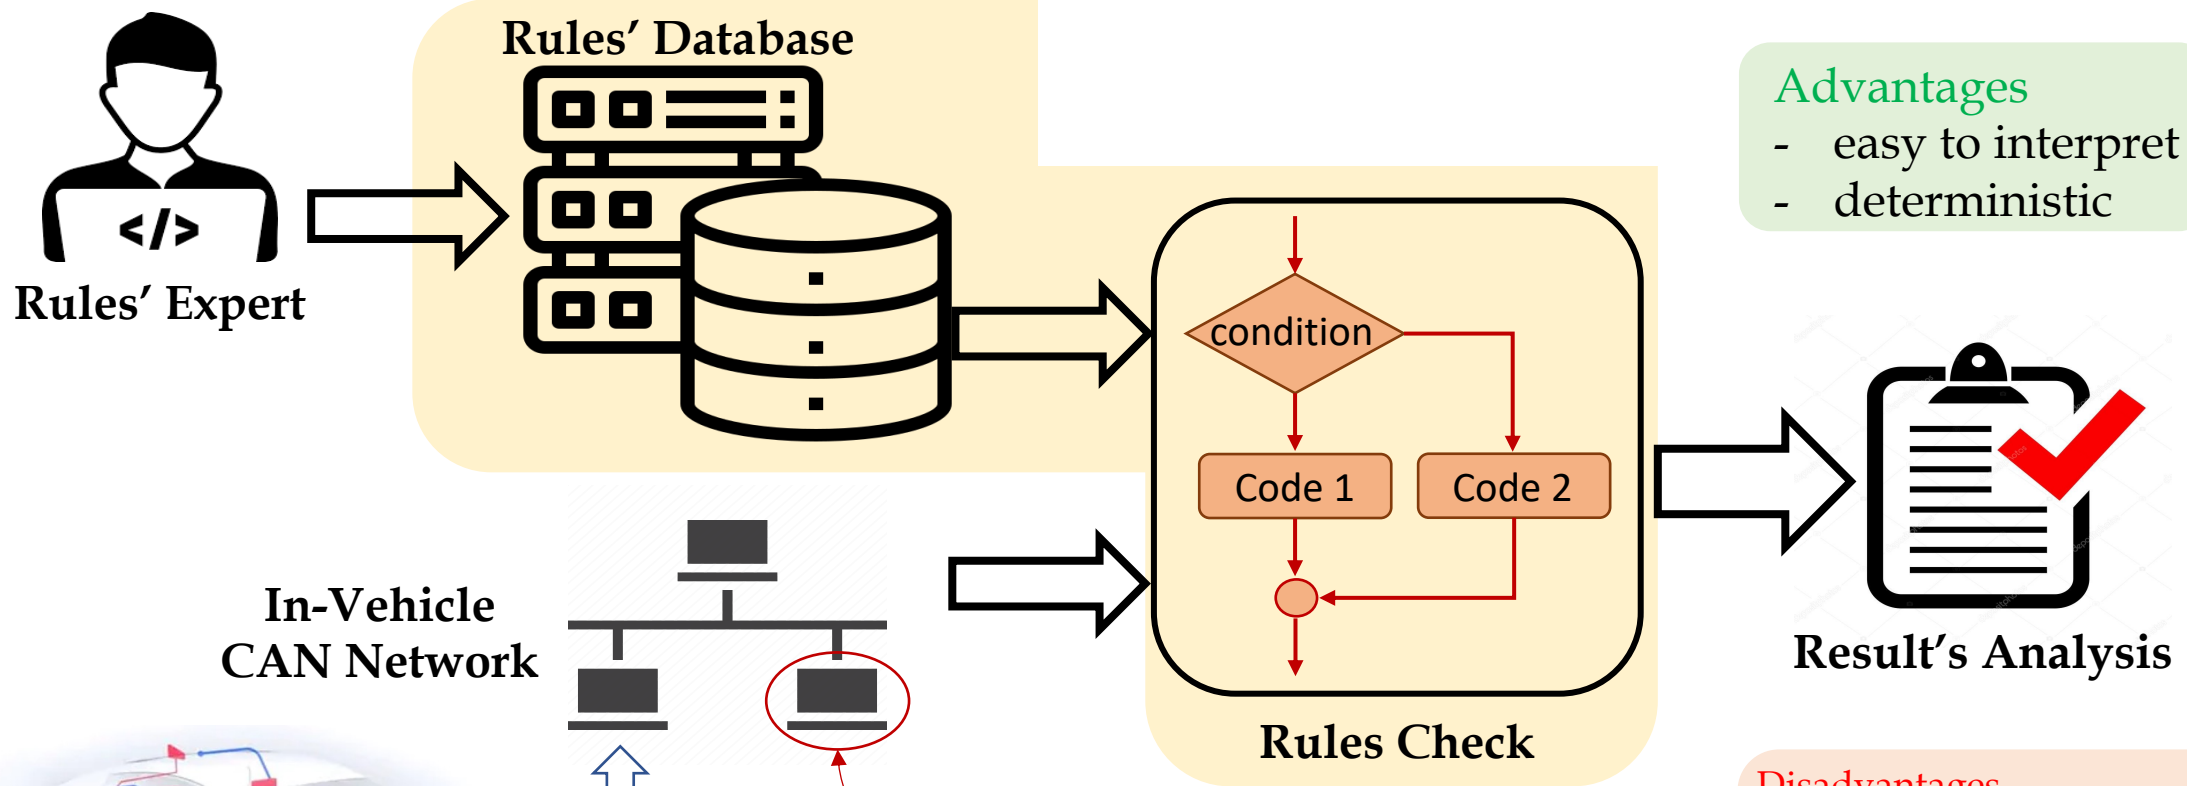 Rules’ Database
</>
Rules’ Expert
Advantages
- easy to interpret
- deterministic
condition
Code 1
Code 2
In-Vehicle
CAN Network
Rules Check
Result’s Analysis
Disadvantages